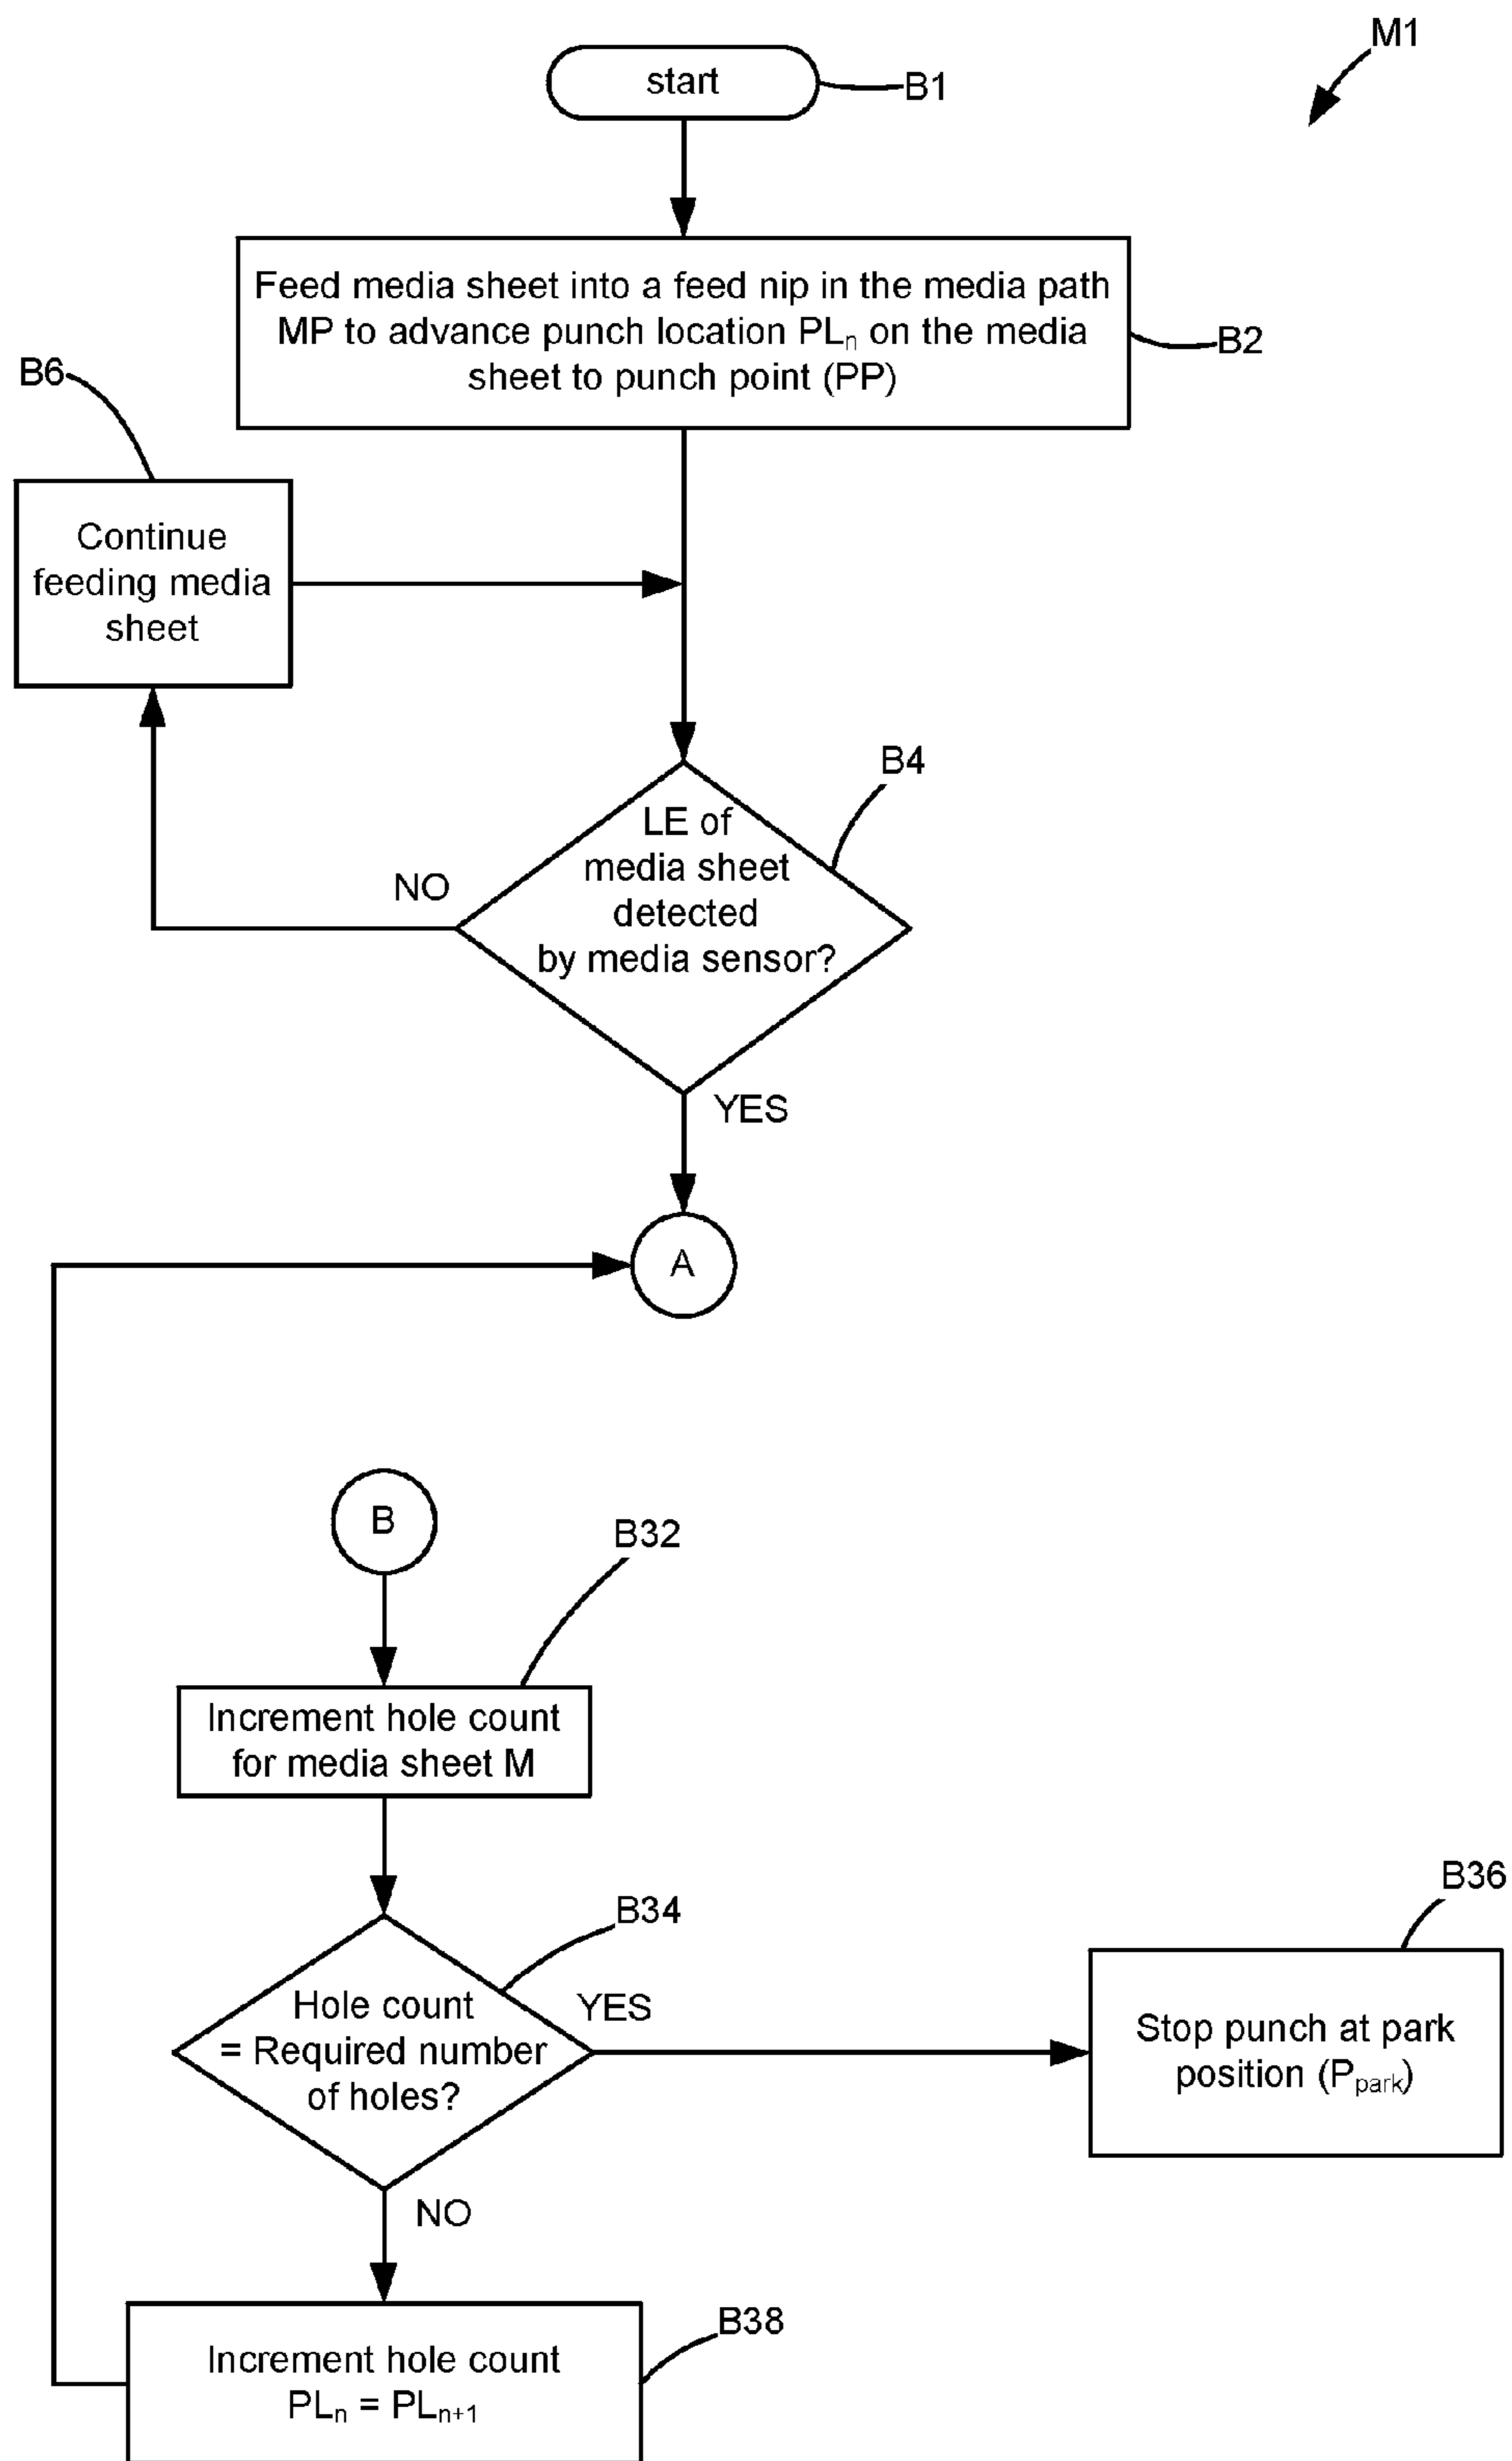 M1
start
B1
Feed media sheet into a feed nip in the media path
MP to advance punch location PLn on the media
sheet to punch point (PP)
B2
B6
Continue
feeding media
sheet
B4
LE of
media sheet
detected
by media sensor?
NO
YES
A
B
B32
Increment hole count
for media sheet M
B34
Hole count
= Required number
of holes?
YES
B36
Stop punch at park
position (Ppark)
NO
B38
Increment hole count
PLn = PLn+1